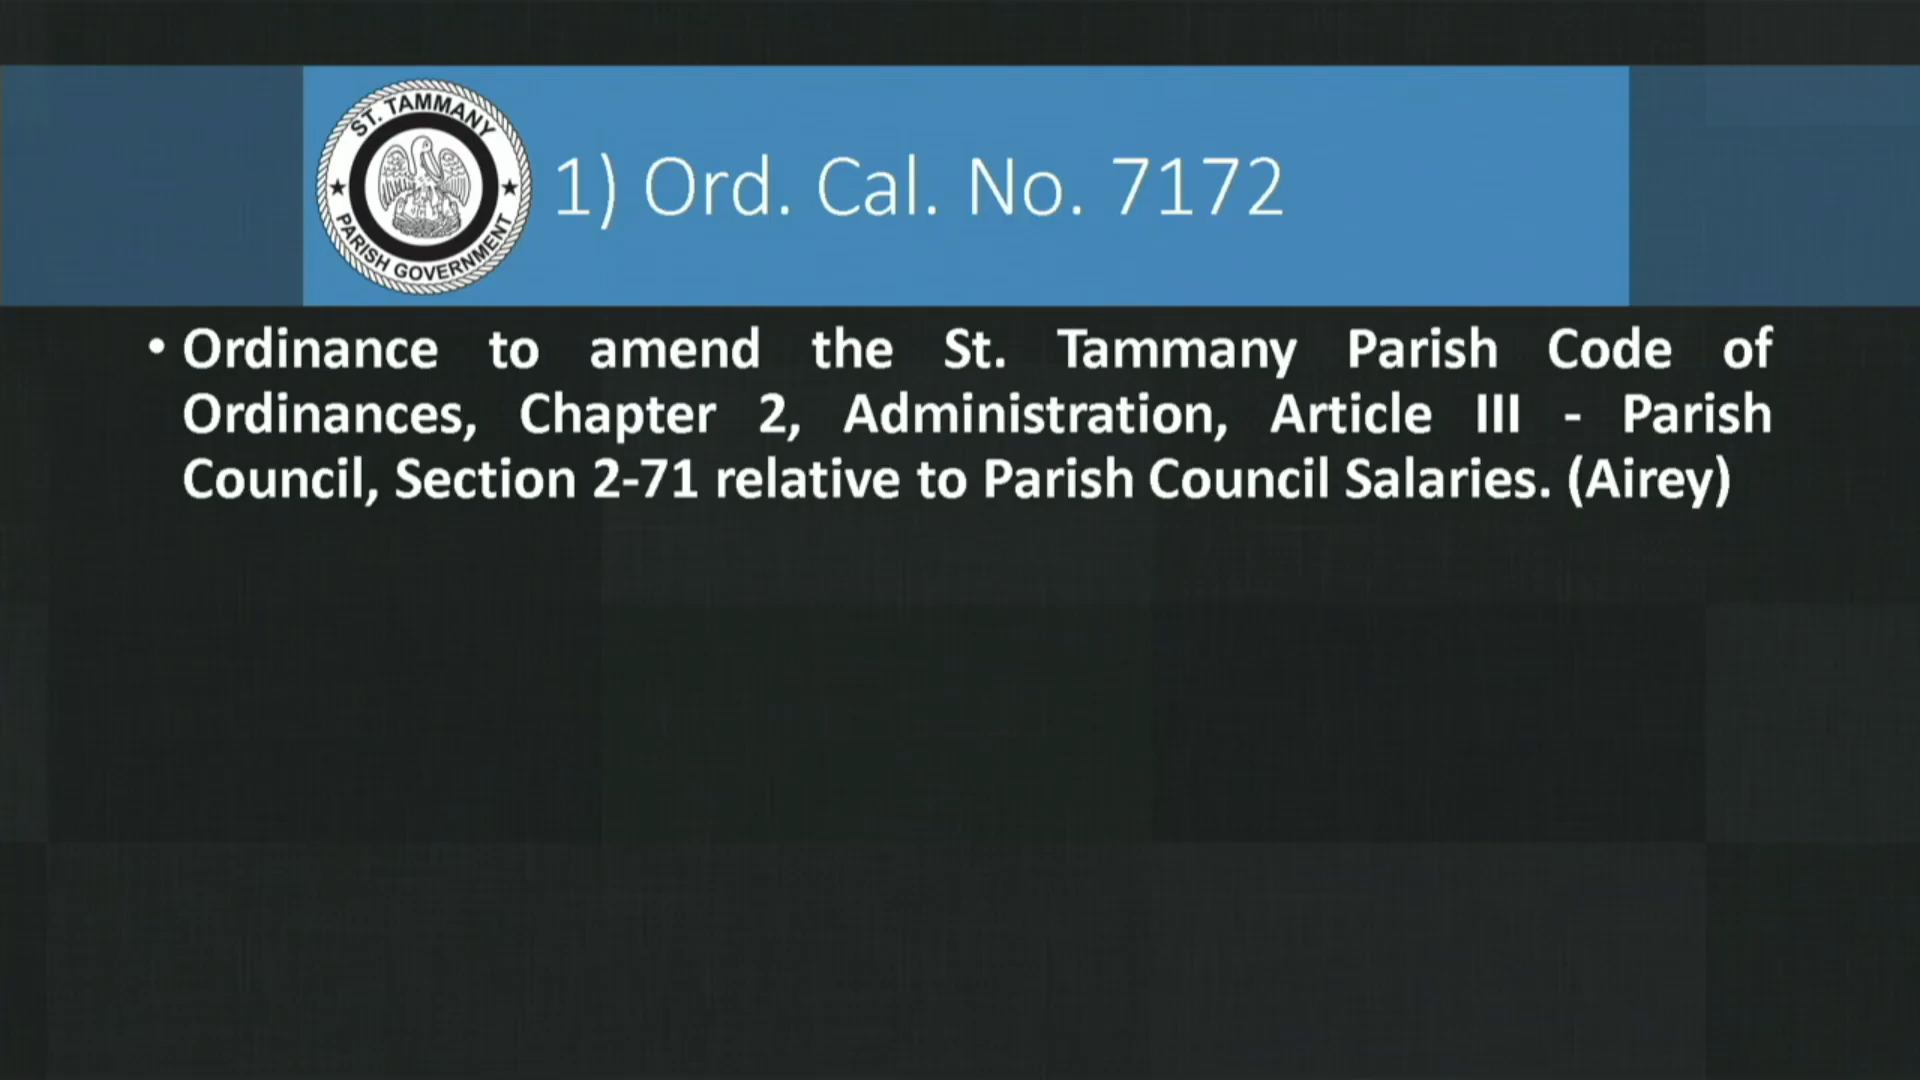 ST. TAMMANY
PARISH GOVERNMENT
1) Ord. Cal. No. 7172
• Ordinance to amend the St. Tammany Parish Code of
Ordinances, Chapter 2, Administration, Article III - Parish
Council, Section 2-71 relative to Parish Council Salaries. (Airey)